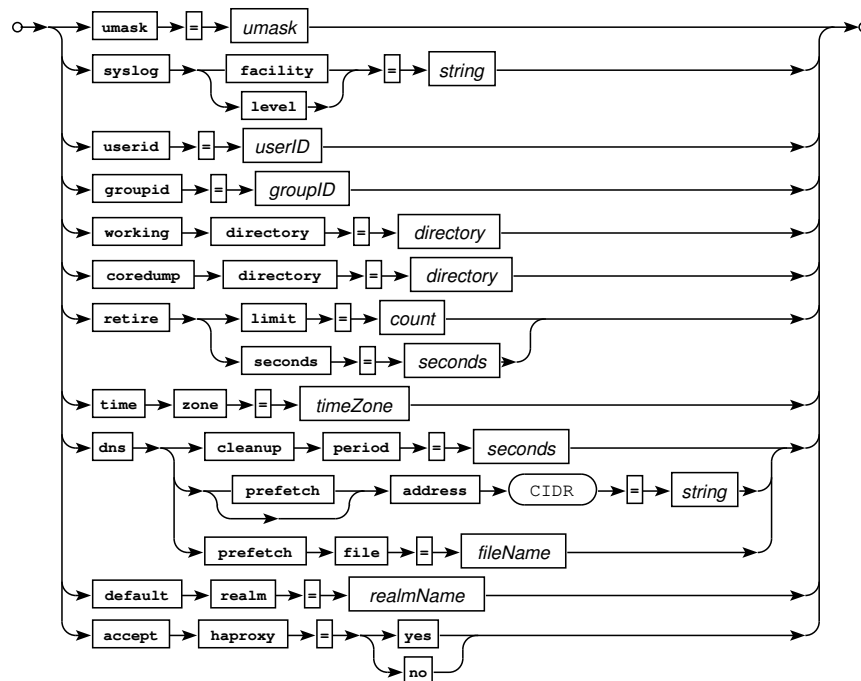 umask = umask
syslog facility = string
level
userid = userID
groupid = groupID
working directory = directory
coredump directory = directory
retire limit = count
seconds = seconds
time zone = timeZone
dns cleanup period = seconds
prefetch address CIDR = string
prefetch file = fileName
default realm = realmName
accept haproxy = yes
no